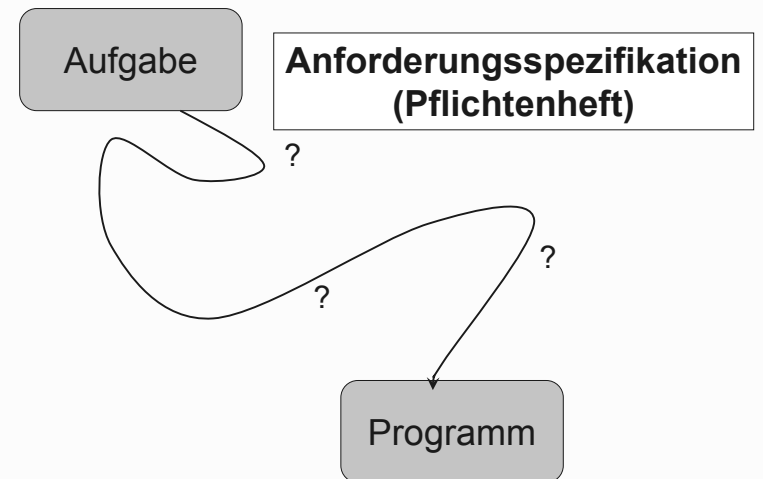 Aufgabe
Anforderungsspezifikation
(Pflichtenheft)
?
?
?
Programm